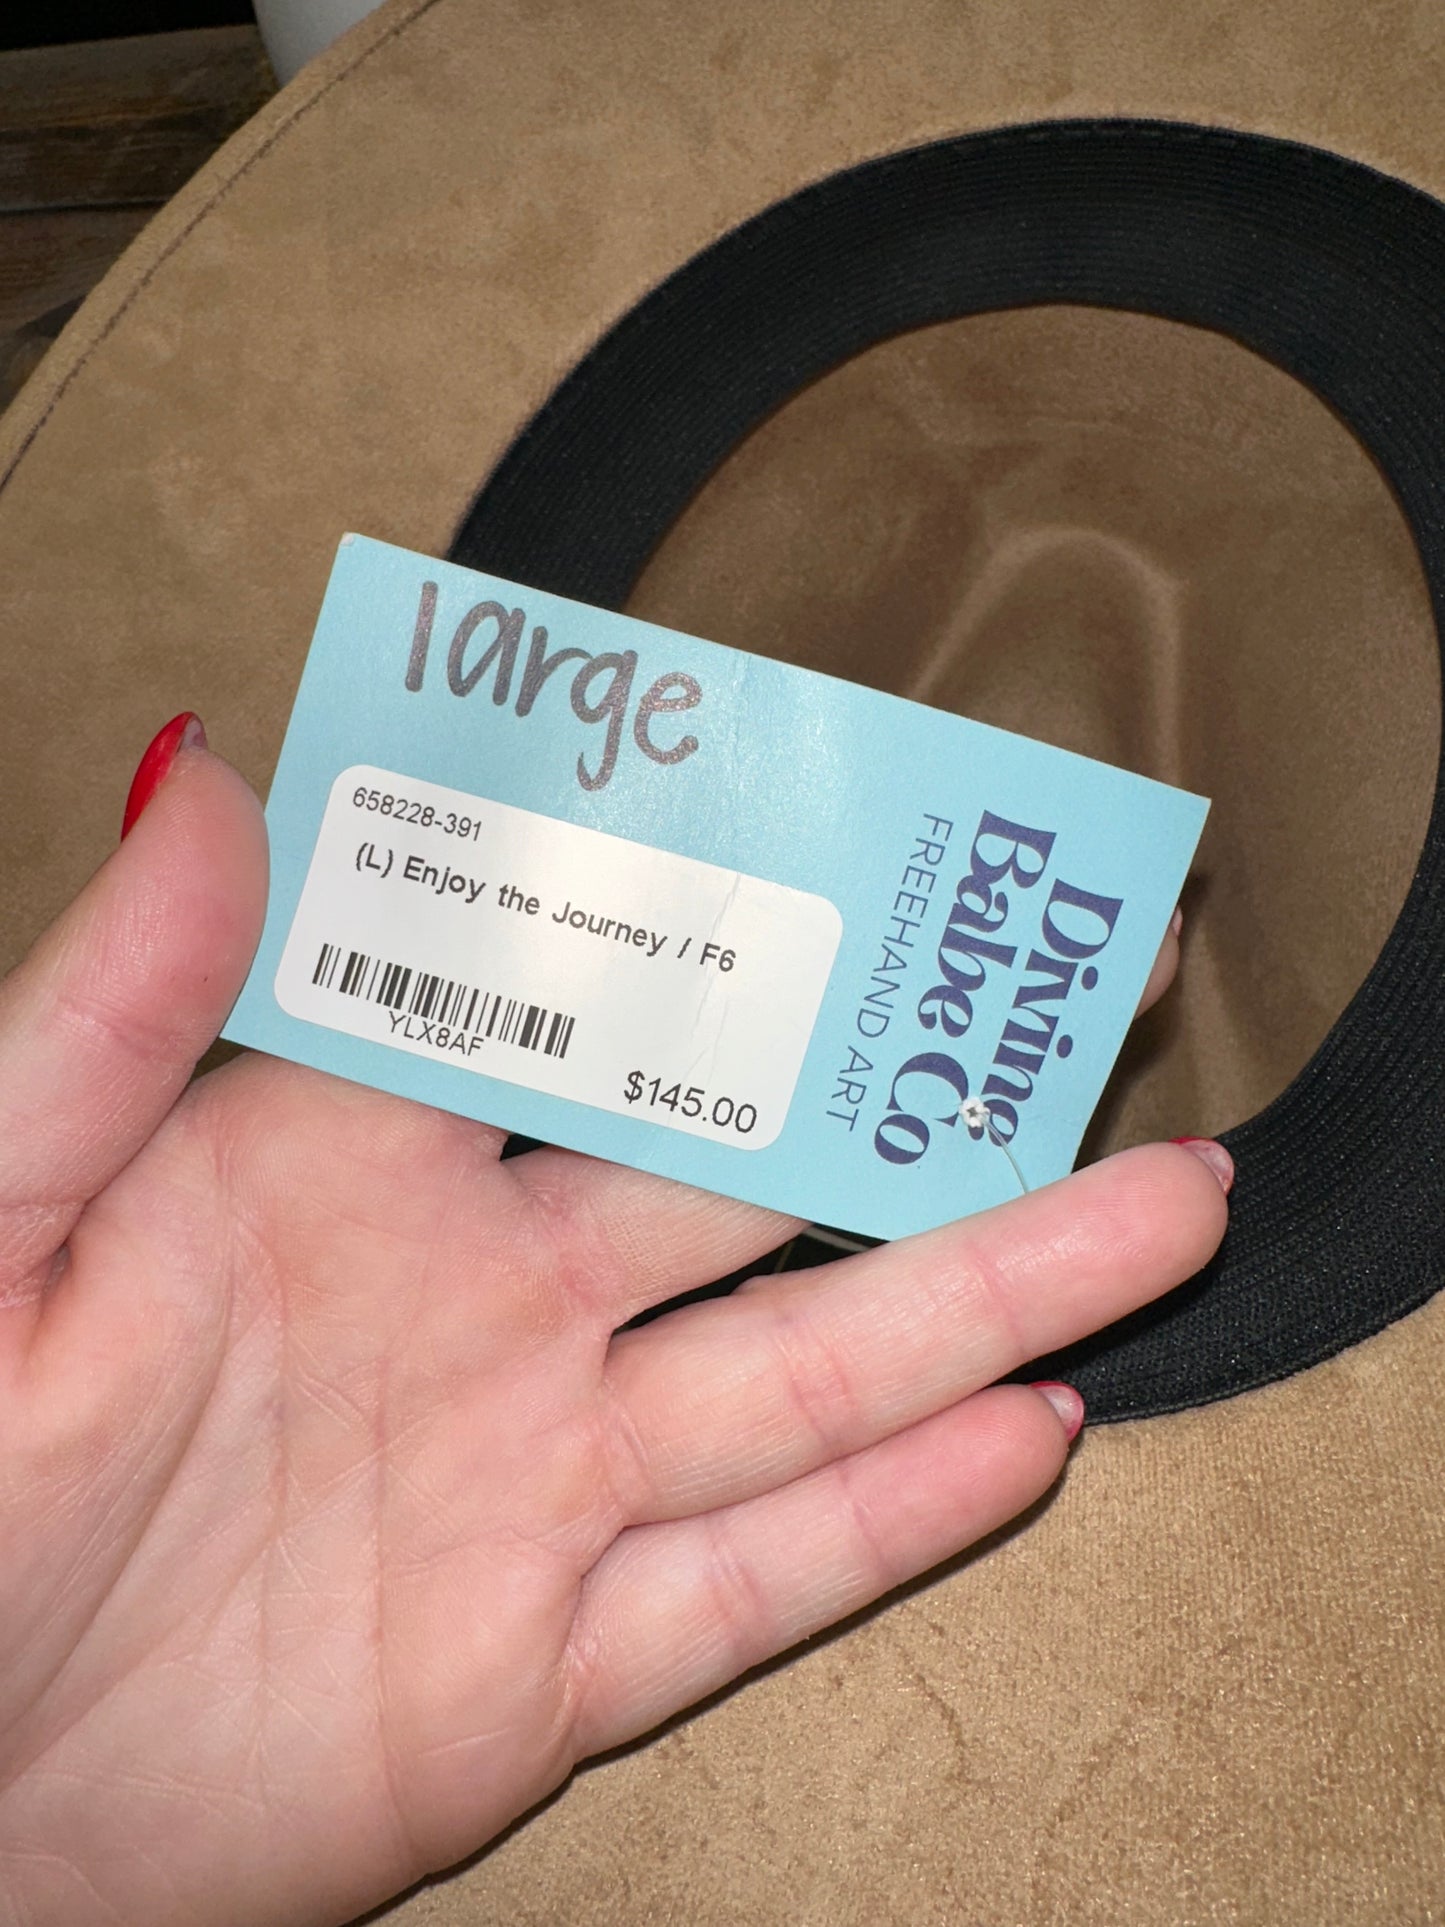 large
658228-391
(L) Enjoy the Journey / F6
YLX8AF
$145.00
Divine
Babe Co
FREEHAND ART